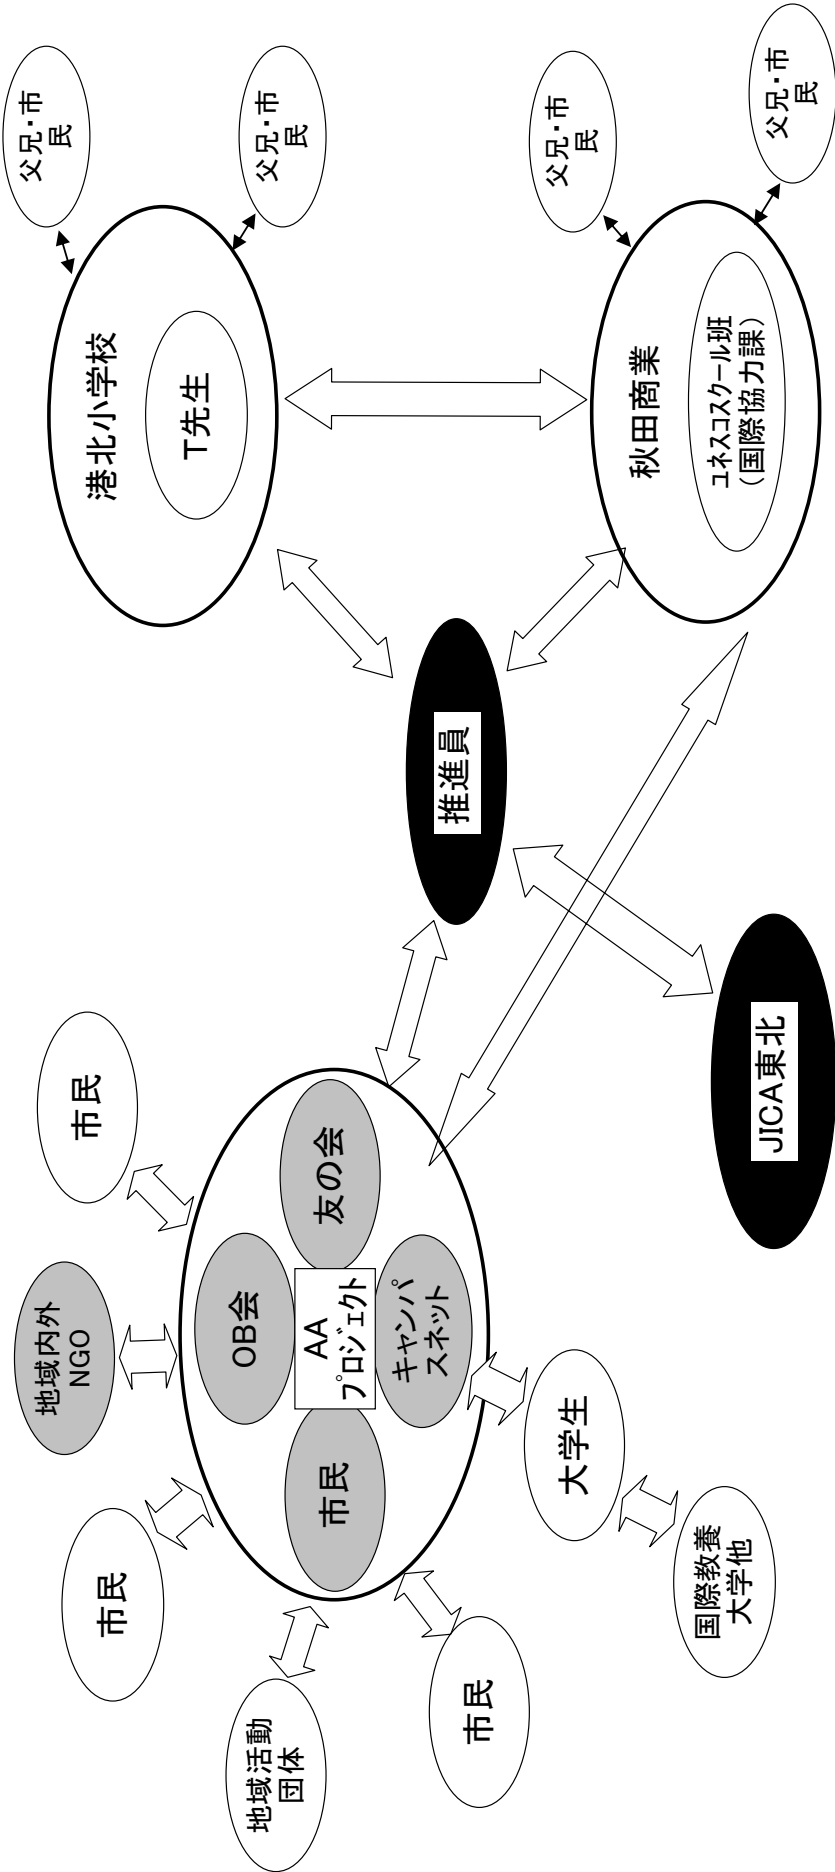 地域内外
NGO
市民
父兄・市
民
市民
港北小学校
T先生
地域活動
団体
OB会
父兄・市
民
市民
AA
プロジェクト
友の会
キャンパ
スネット
推進員
市民
大学生
父兄・市
民
秋田商業
国際教養
大学他
JICA東北
ユネスコスクール班
（国際協力課）
父兄・市
民